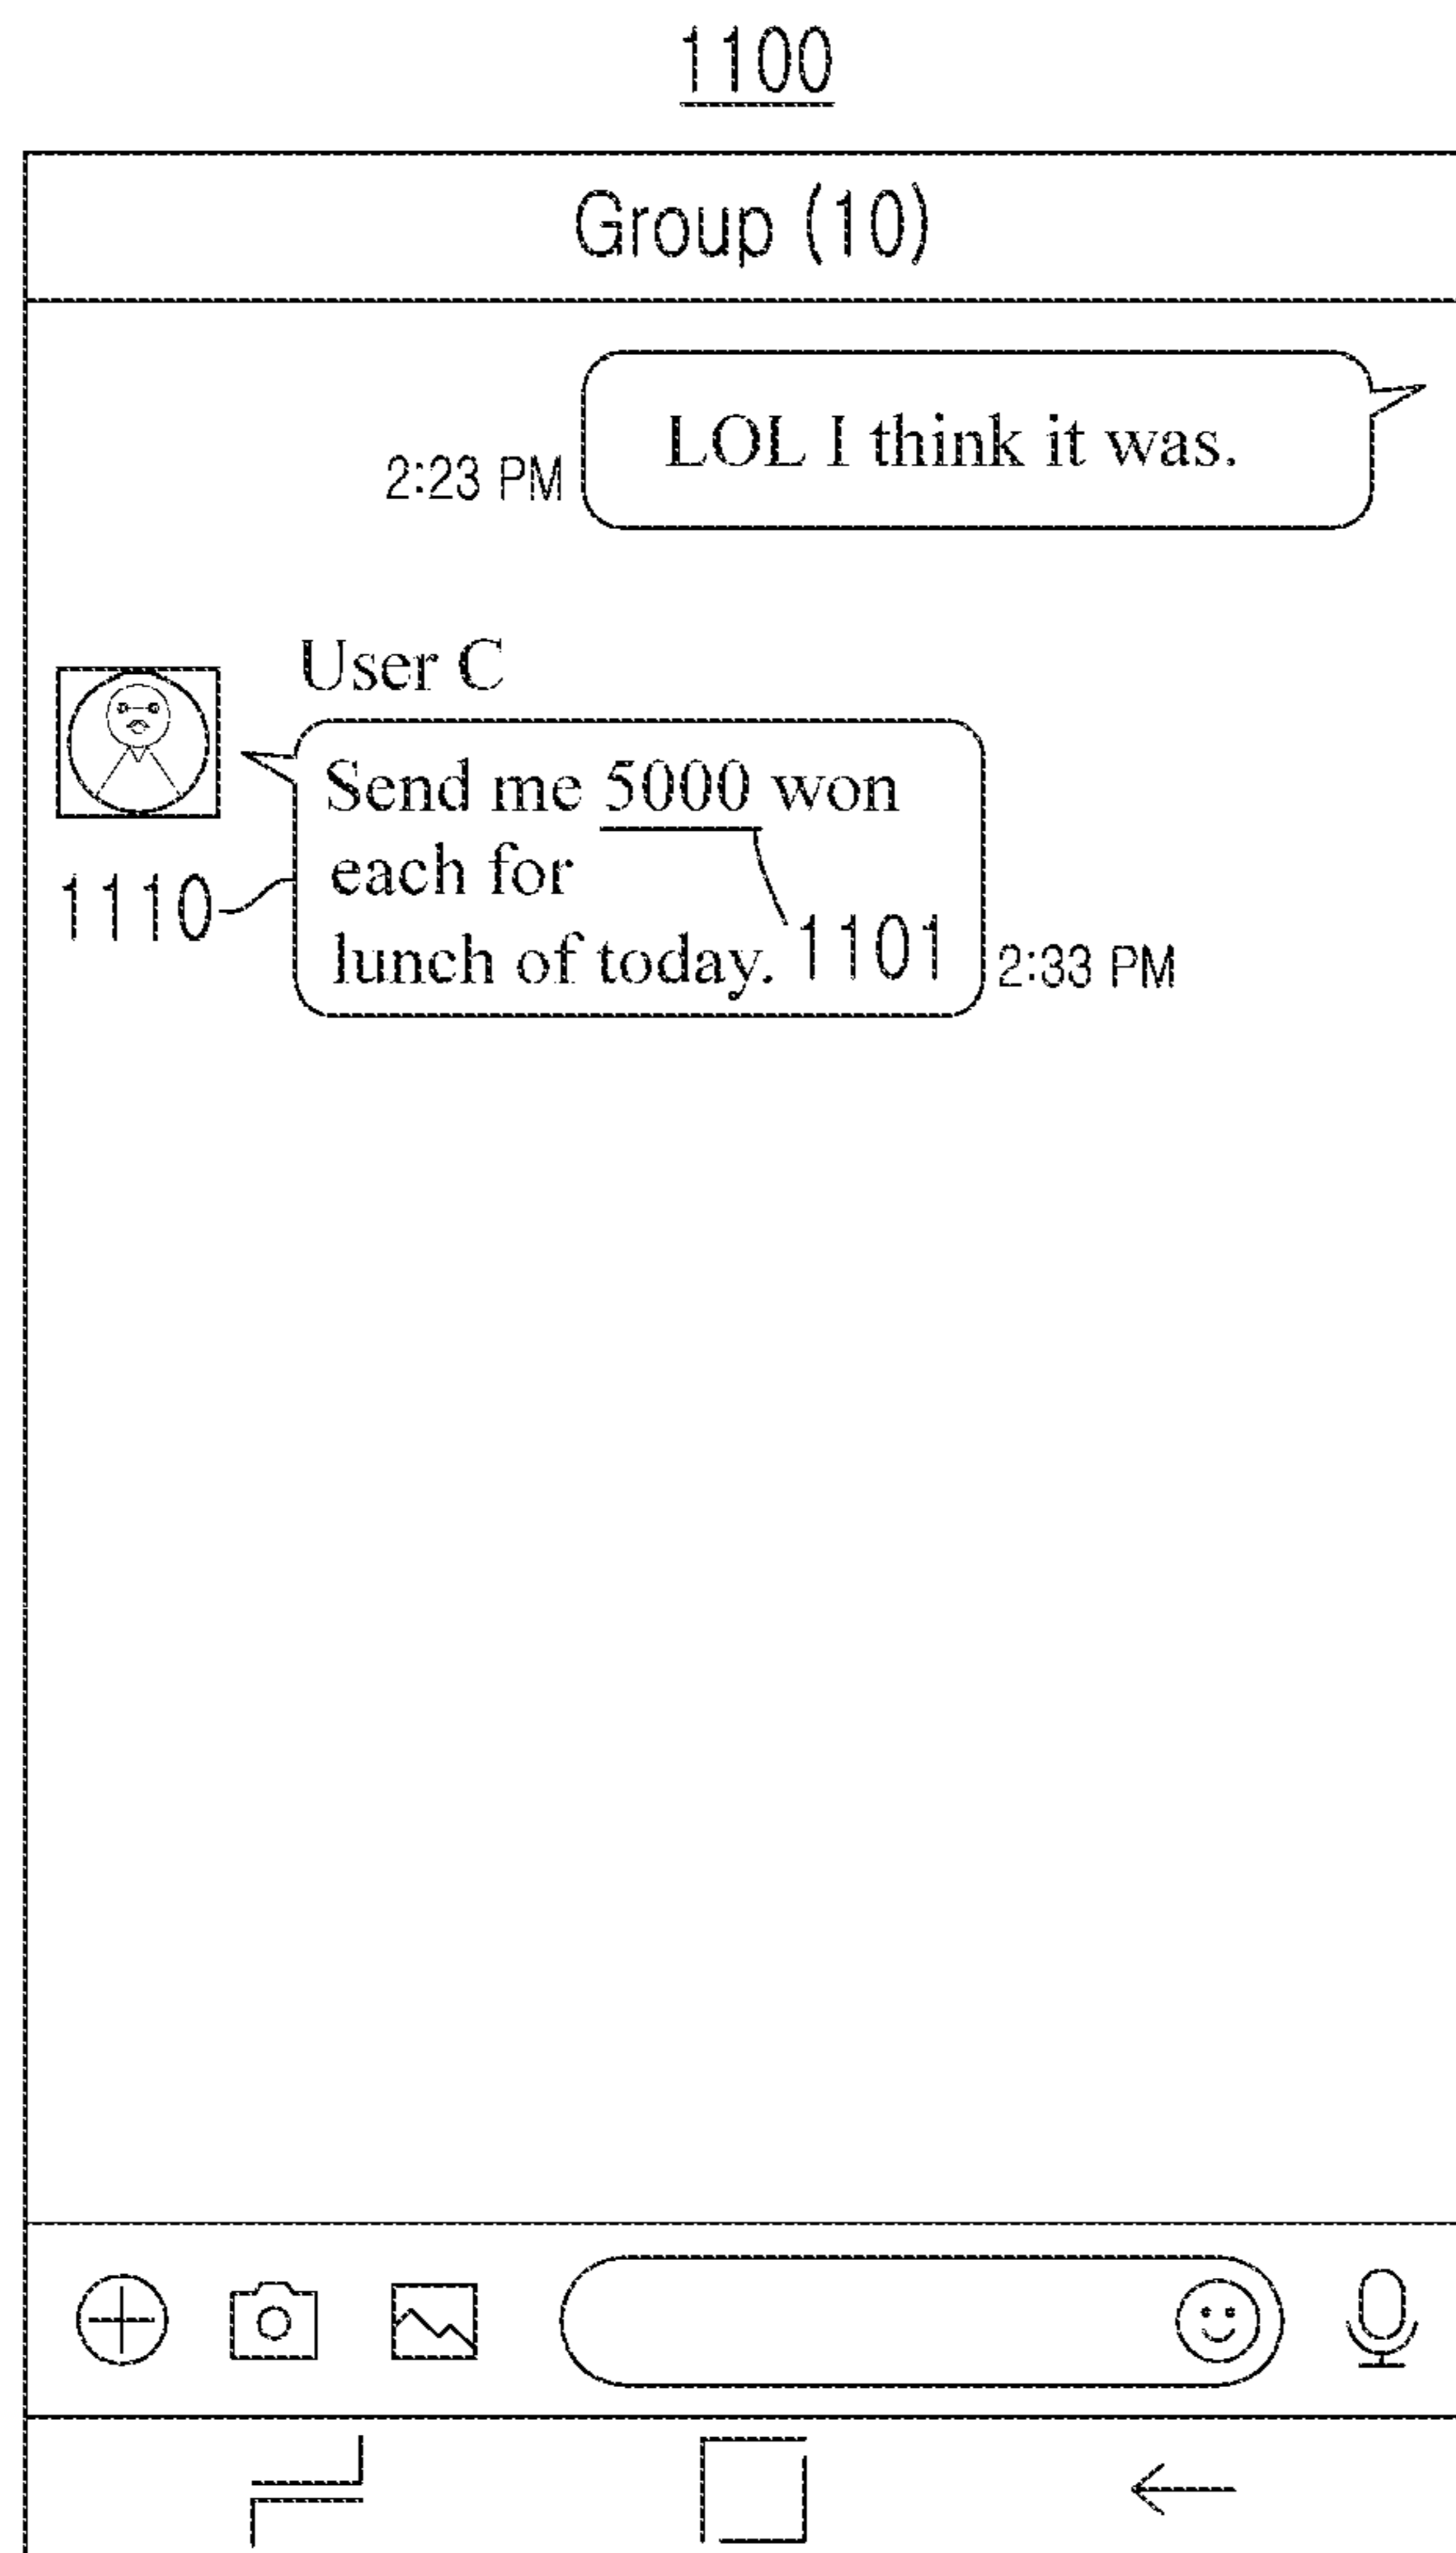 1100
Group (10)
LOL I think it was.
2:23 PM
User C
Send me 5000 won
each for
lunch of today.
1101
1110
2:33 PM